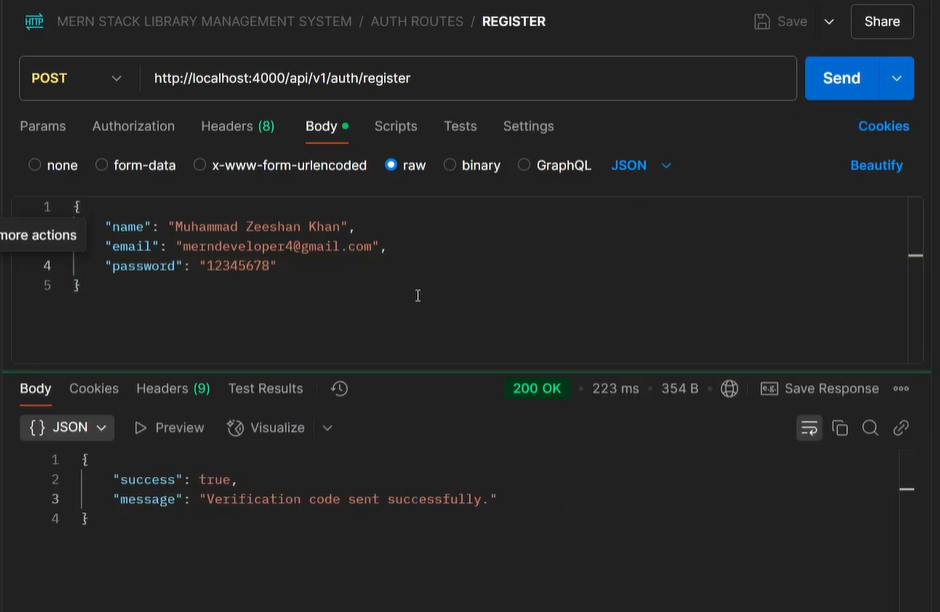 HTTP MERN STACK LIBRARY MANAGEMENT SYSTEM / AUTH ROUTES / REGISTER Save Share
POST http://localhost:4000/api/v1/auth/register Send
Params Authorization Headers (8) Body Scripts Tests Settings Cookies
none form-data x-www-form-urlencoded raw binary GraphQL JSON Beautify
1 {
"name": "Muhammad Zeeshan Khan",
more actions
"email": "merndeveloper4@gmail.com",
4 "password": "12345678"
5 }
Body Cookies Headers (9) Test Results 200 OK • 223 ms • 354 B • e.g. Save Response
{} JSON Preview Visualize
1 {
2 "success": true,
3 "message": "Verification code sent successfully."
4 }